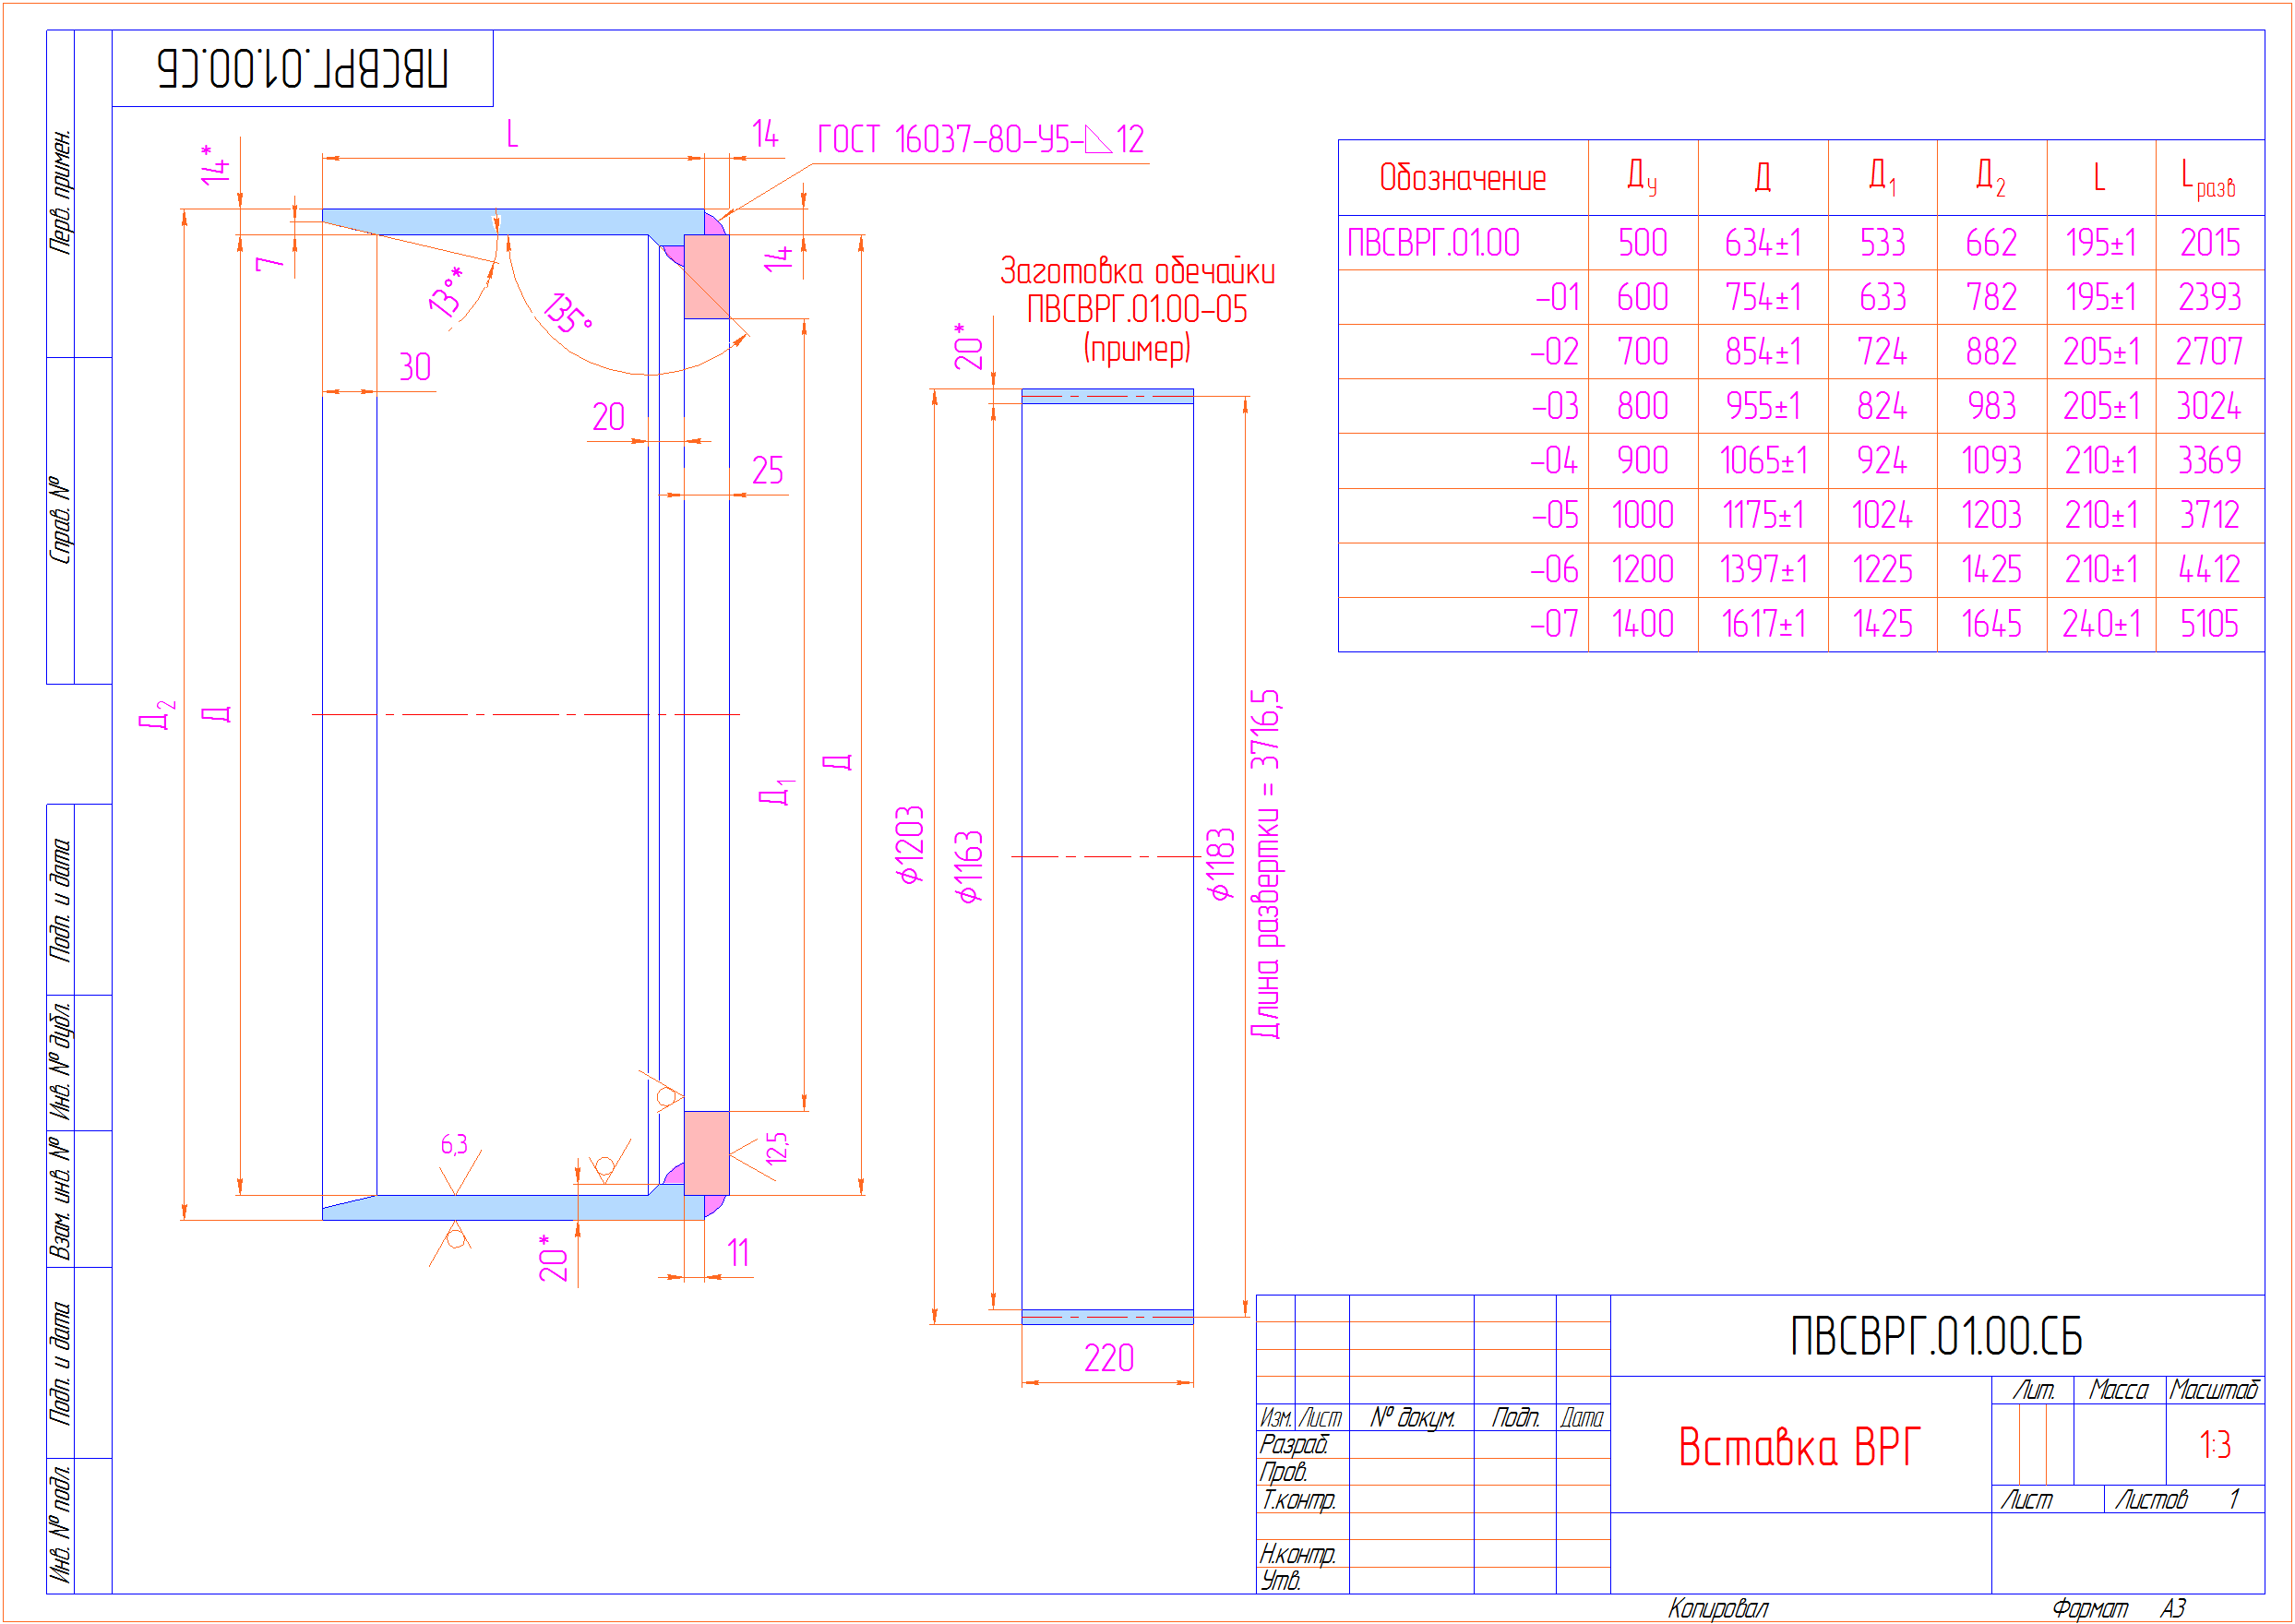 ПВСВРГ.01.00.СБ
Перв. примен.
Справ. №
Подп. и дата
Инв. № дубл.
Взам. инв. №
Подп. и дата
Инв. № подл.
L
14
ГОСТ 16037-80-У5-◺12
14*
7
13°*
135°
14
30
20
25
Д2
Д
Д1
Д
6,3
12,5
20*
11
Заготовка обечайки
ПВСВРГ.01.00-05
(пример)
20*
ϕ1203
ϕ1163
ϕ1183
Длина развертки = 3716,5
220
Обозначение Ду Д Д1 Д2 L Lразв
ПВСВРГ.01.00 500 634±1 533 662 195±1 2015
-01 600 754±1 633 782 195±1 2393
-02 700 854±1 724 882 205±1 2707
-03 800 955±1 824 983 205±1 3024
-04 900 1065±1 924 1093 210±1 3369
-05 1000 1175±1 1024 1203 210±1 3712
-06 1200 1397±1 1225 1425 210±1 4412
-07 1400 1617±1 1425 1645 240±1 5105
ПВСВРГ.01.00.СБ
Лит. Масса Масштаб
Изм. Лист № докум. Подп. Дата
Разраб.
Пров.
Т.контр.
Н.контр.
Утв.
Вставка ВРГ
1:3
Лист Листов 1
Копировал Формат А3